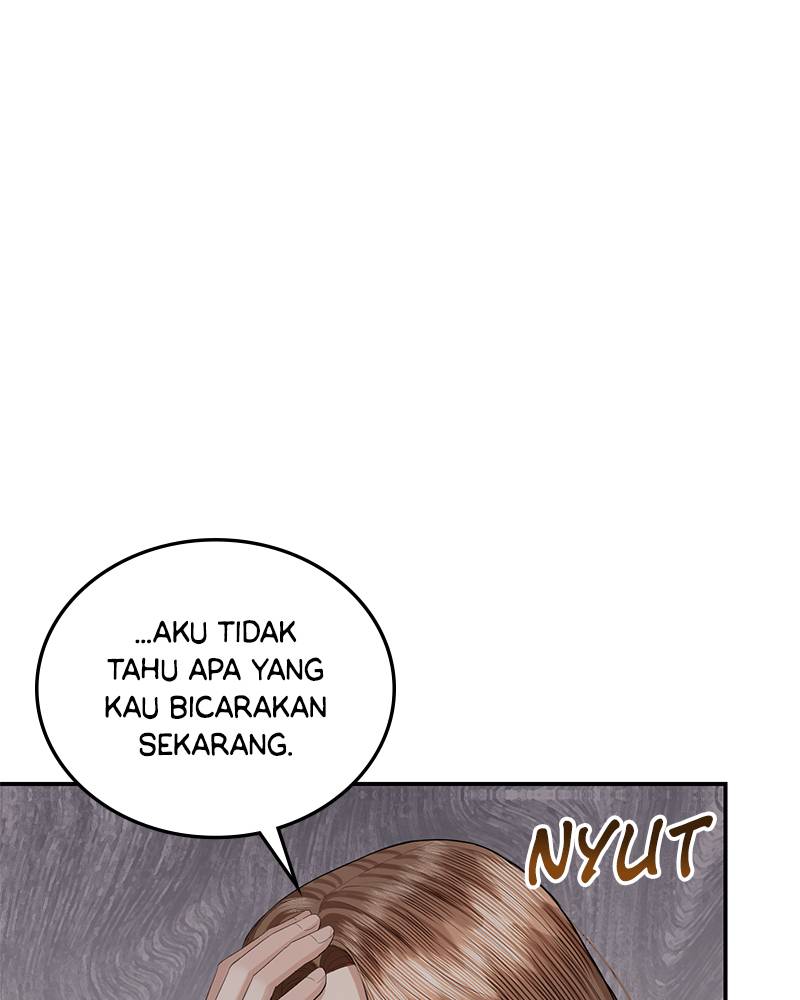 ...AKU TIDAK
TAHU APA YANG
KAU BICARAKAN
SEKARANG.
NYUT